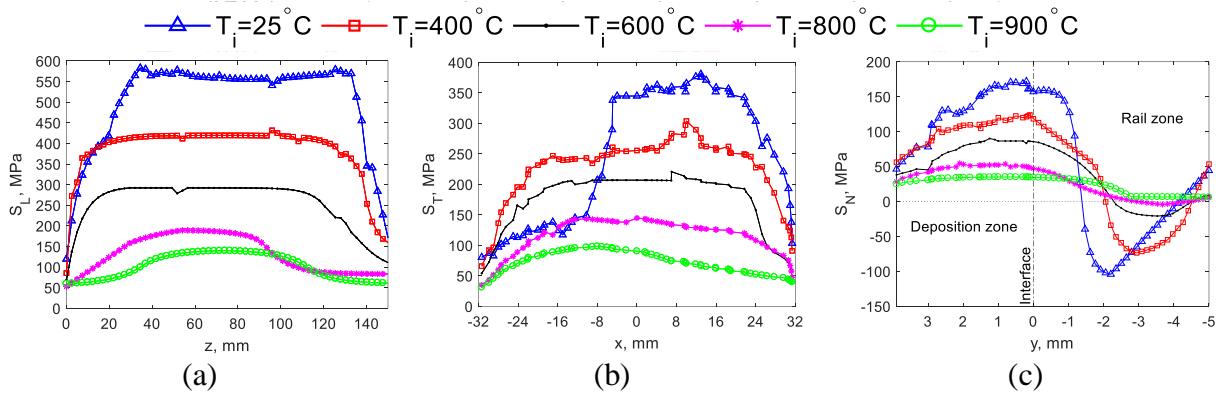 T_i=25°C T_i=400°C T_i=600°C T_i=800°C T_i=900°C
S_L, MPa
600
550
500
450
400
350
300
250
200
150
100
50
0
0 20 40 60 80 100 120 140
z, mm
(a)
S_T, MPa
400
350
300
250
200
150
100
50
0
-32 -24 -16 -8 0 8 16 24 32
x, mm
(b)
S_N, MPa
200
150
100
50
0
-50
-100
-150
Rail zone
Deposition zone
Interface
3 2 1 0 -1 -2 -3 -4 -5
y, mm
(c)